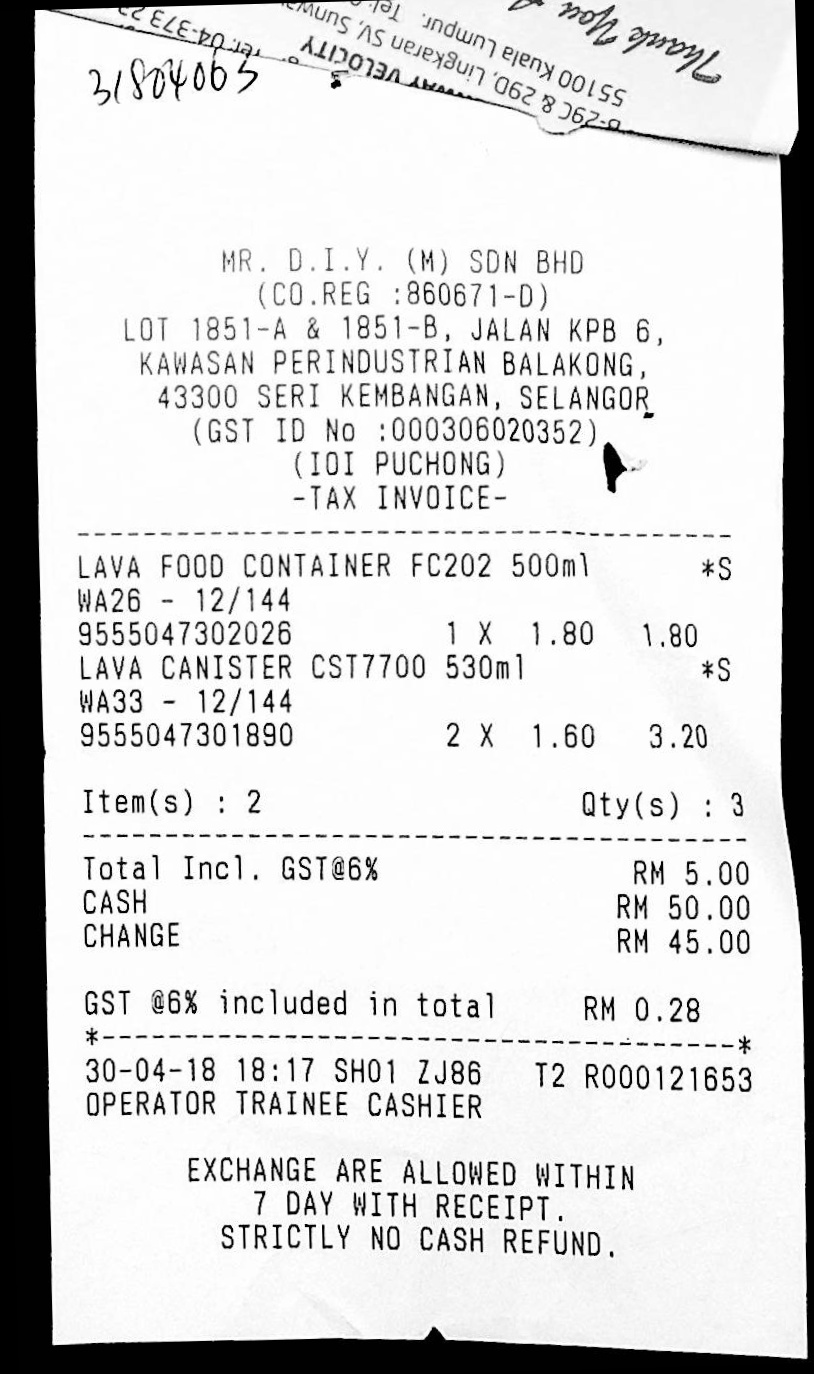 Thank You
55100 Kuala Lumpur. Tel
29C & 29D, Lingkaran SV, Sunway
VELOCITY
Tel: 04-373 22
31804063
MR. D.I.Y. (M) SDN BHD
(CO.REG :860671-D)
LOT 1851-A & 1851-B, JALAN KPB 6,
KAWASAN PERINDUSTRIAN BALAKONG,
43300 SERI KEMBANGAN, SELANGOR
(GST ID No :000306020352)
(IOI PUCHONG)
-TAX INVOICE-
LAVA FOOD CONTAINER FC202 500ml *S
WA26 - 12/144
9555047302026 1 X 1.80 1.80
LAVA CANISTER CST7700 530ml *S
WA33 - 12/144
9555047301890 2 X 1.60 3.20
Item(s) : 2 Qty(s) : 3
Total Incl. GST@6% RM 5.00
CASH RM 50.00
CHANGE RM 45.00
GST @6% included in total RM 0.28
*---------------------------------------*
30-04-18 18:17 SH01 ZJ86 T2 R000121653
OPERATOR TRAINEE CASHIER
EXCHANGE ARE ALLOWED WITHIN
7 DAY WITH RECEIPT.
STRICTLY NO CASH REFUND.